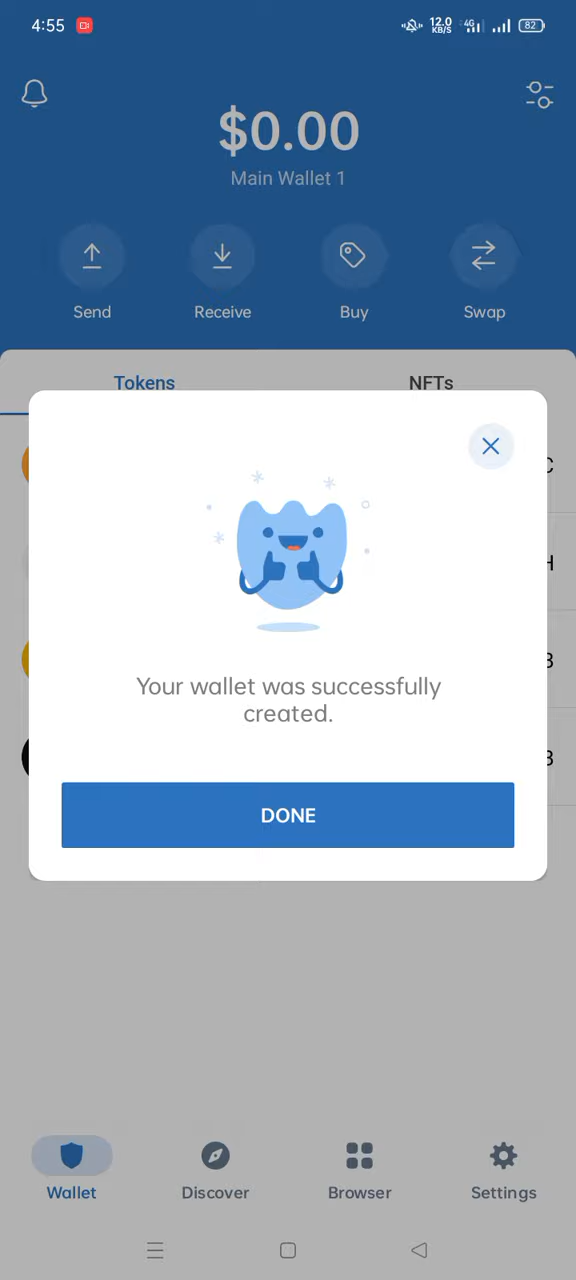 4:55
12.0
KB/S
4G
82
$0.00
Main Wallet 1
Send Receive Buy Swap
Tokens NFTs
C
H
B
B
Your wallet was successfully
created.
DONE
Wallet Discover Browser Settings